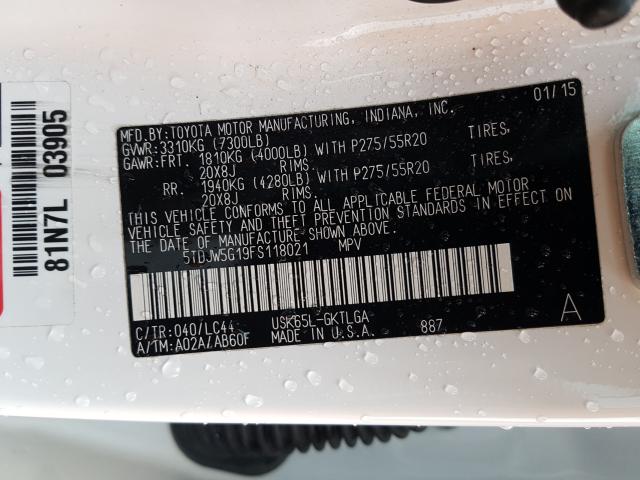 MFD.BY:TOYOTA MOTOR MANUFACTURING, INDIANA, INC. 01/15
GVWR:3310KG (7300LB)
GAWR:FRT. 1810KG (4000LB) WITH P275/55R20 TIRES,
20X8J RIMS
RR. 1940KG (4280LB) WITH P275/55R20 TIRES,
20X8J RIMS
THIS VEHICLE CONFORMS TO ALL APPLICABLE FEDERAL MOTOR
VEHICLE SAFETY AND THEFT PREVENTION STANDARDS IN EFFECT ON
THE DATE OF MANUFACTURE SHOWN ABOVE.
5TDJW5G19FS118021 MPV
C/TR:040/LC44 USK65L-GKTLGA A
A/TM:A02A/AB60F MADE IN U.S.A. 887
81N7L 03905